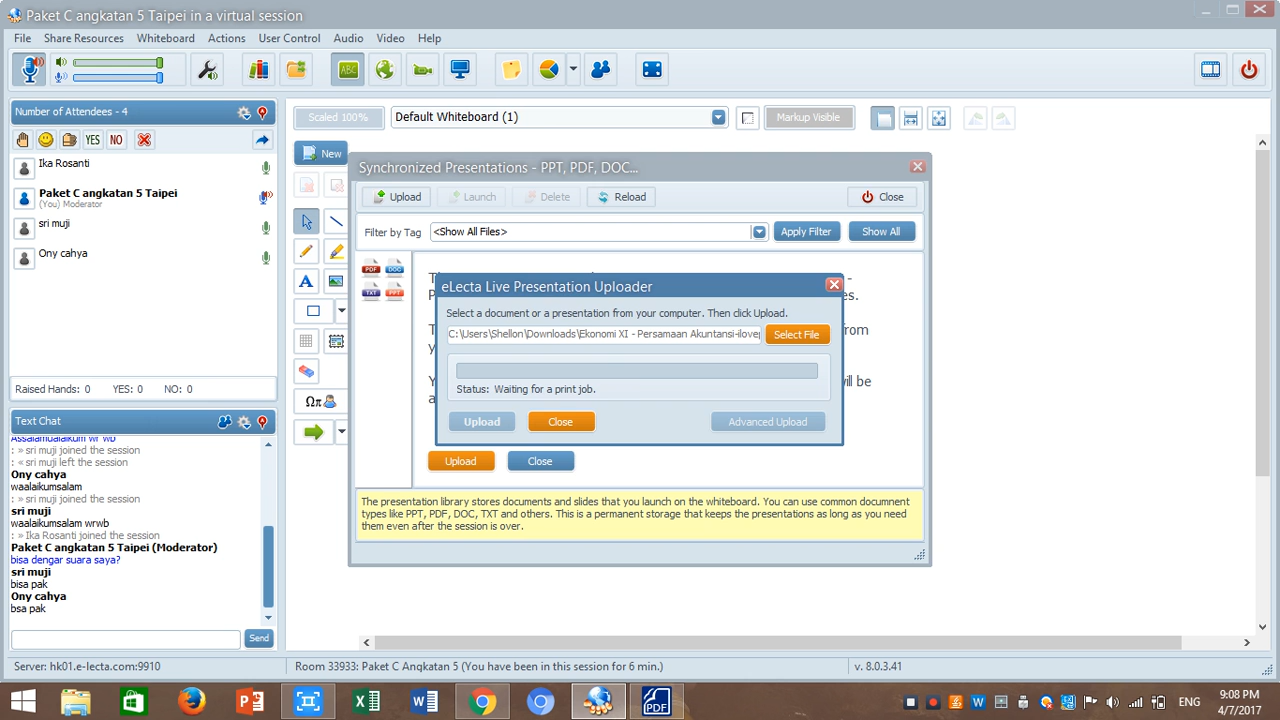 Paket C angkatan 5 Taipei in a virtual session
File Share Resources Whiteboard Actions User Control Audio Video Help
ABC
Number of Attendees - 4
YES NO
Ika Rosanti
Paket C angkatan 5 Taipei
(You) Moderator
sri muji
Ony cahya
Raised Hands: 0 YES: 0 NO: 0
Text Chat
Assalamualaikum wr wb
: » sri muji joined the session
: « sri muji left the session
Ony cahya
waalaikumsalam
: » sri muji joined the session
sri muji
waalaikumsalam wrwb
: » Ika Rosanti joined the session
Paket C angkatan 5 Taipei (Moderator)
bisa dengar suara saya?
sri muji
bisa pak
Ony cahya
bsa pak
Send
Scaled 100% Default Whiteboard (1) Markup Visible
New
A
Ωπ
Synchronized Presentations - PPT, PDF, DOC...
Upload Launch Delete Reload Close
Filter by Tag <Show All Files> Apply Filter Show All
PDF DOC
TXT PPT
eLecta Live Presentation Uploader
Select a document or a presentation from your computer. Then click Upload.
C:\Users\Shellon\Downloads\Ekonomi XI - Persamaan Akuntansi-ilove Select File
Status: Waiting for a print job.
Upload Close Advanced Upload
Upload Close
The presentation library stores documents and slides that you launch on the whiteboard. You can use common documnent
types like PPT, PDF, DOC, TXT and others. This is a permanent storage that keeps the presentations as long as you need
them even after the session is over.
Server: hk01.e-lecta.com:9910 Room 33933: Paket C Angkatan 5 (You have been in this session for 6 min.) v. 8.0.3.41
PDF
ENG
9:08 PM
4/7/2017